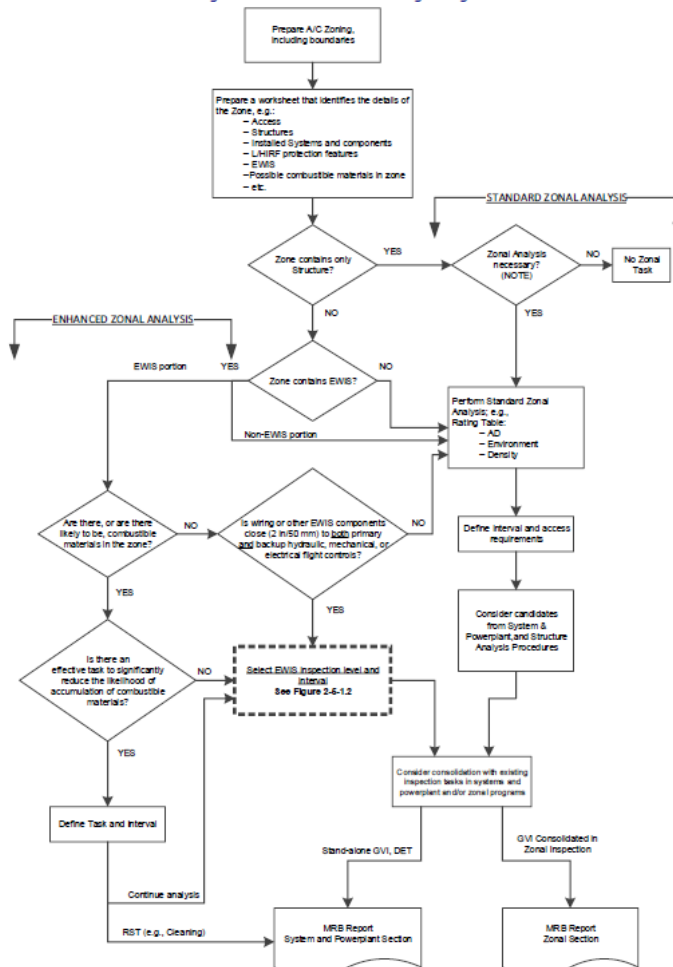 Prepare A/C Zoning,
including boundaries
Prepare a worksheet that identifies the details of
the Zone, e.g.:
– Access
– Structures
– Installed Systems and components
– L/HIRF protection features
– EWIS
–Possible combustible materials in zone
– etc.
STANDARD ZONAL ANALYSIS
Zone contains only
Structure?
YES
Zonal Analysis
necessary?
(NOTE)
NO
No Zonal
Task
NO
YES
ENHANCED ZONAL ANALYSIS
EWIS portion
YES
Zone contains EWIS?
NO
Non-EWIS portion
Perform Standard Zonal
Analysis; e.g.,
Rating Table:
– AD
– Environment
– Density
Are there, or are there
likely to be, combustible
materials in the zone?
NO
Is wiring or other EWIS components
close (2 in/50 mm) to both primary
and backup hydraulic, mechanical, or
electrical flight controls?
NO
Define Interval and access
requirements
YES
YES
Consider candidates
from System &
Powerplant,and Structure
Analysis Procedures
Is there an
effective task to significantly
reduce the likelihood of
accumulation of combustible
materials?
NO
Select EWIS Inspection level and
Interval
See Figure 2-5-1.2
YES
Consider consolidation with existing
inspection tasks in systems and
powerplant and/or zonal programs
Define Task and Interval
Stand-alone GVI, DET
GVI Consolidated in
Zonal Inspection
Continue analysis
RST (e.g., Cleaning)
MRB Report
System and Powerplant Section
MRB Report
Zonal Section